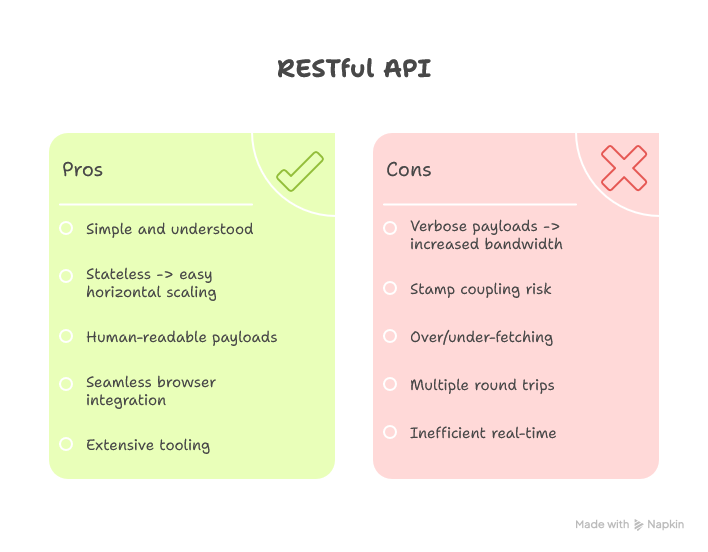 RESTful API
Pros
Simple and understood
Stateless -> easy
horizontal scaling
Human-readable payloads
Seamless browser
integration
Extensive tooling
Cons
Verbose payloads ->
increased bandwidth
Stamp coupling risk
Over/under-fetching
Multiple round trips
Inefficient real-time
Made with Napkin